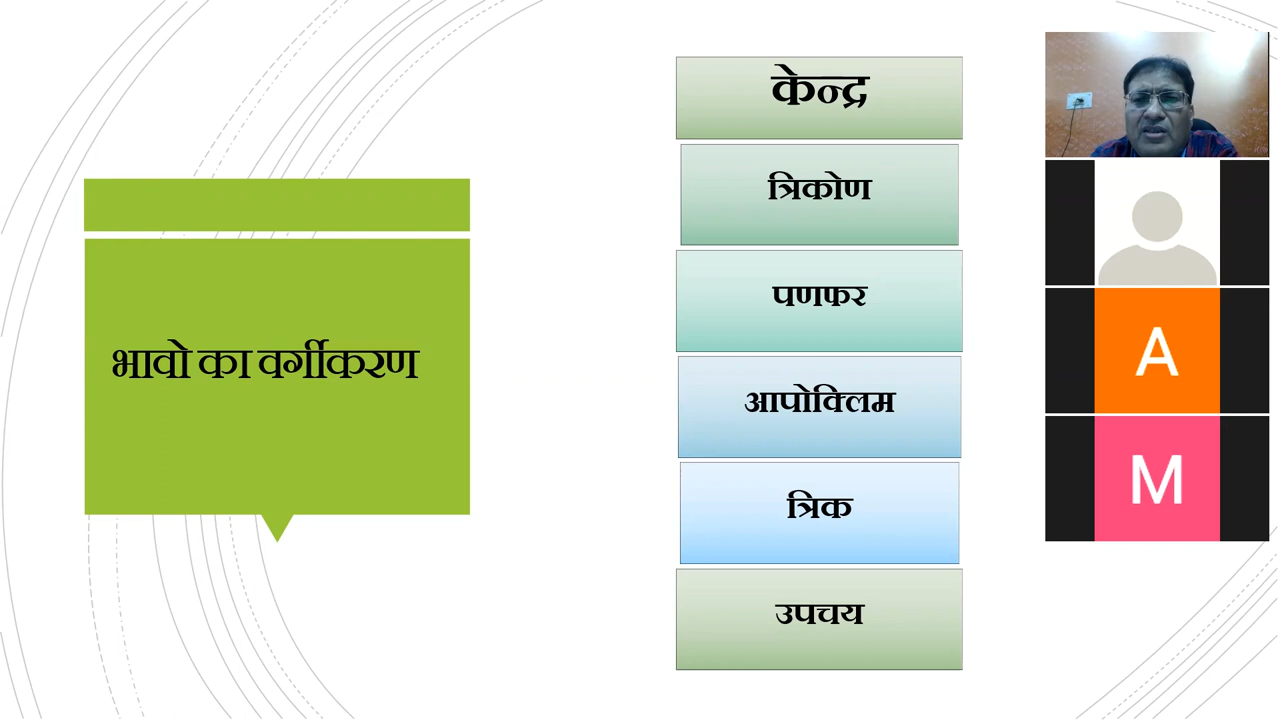 भावो का वर्गीकरण
केन्द्र
त्रिकोण
पणफर
आपोक्लिम
त्रिक
उपचय
A
M